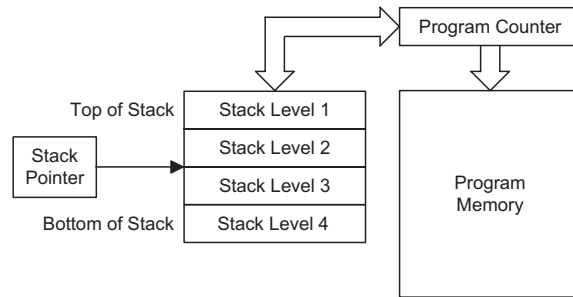 Program Counter
Top of Stack
Stack Level 1
Stack Level 2
Stack
Pointer
Stack Level 3
Program
Memory
Bottom of Stack
Stack Level 4